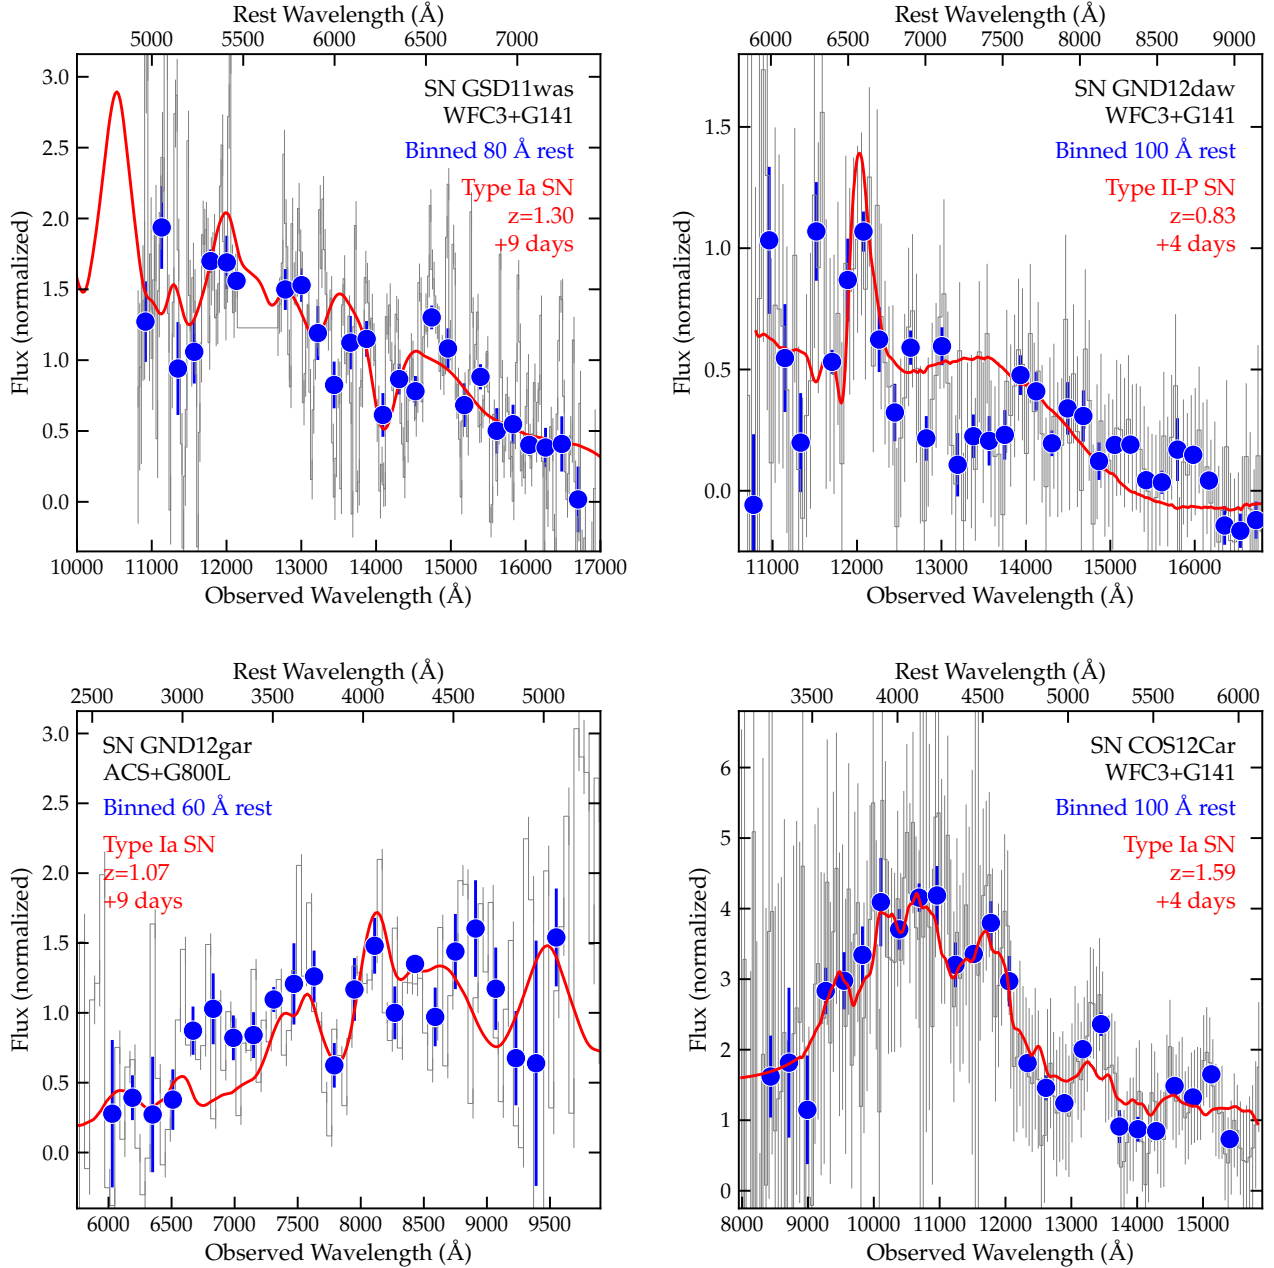 Rest Wavelength (Å)
5000 5500 6000 6500 7000
SN GSD11was
WFC3+G141
Binned 80 Å rest
Type Ia SN
z=1.30
+9 days
Flux (normalized)
3.0
2.5
2.0
1.5
1.0
0.5
0.0
10000 11000 12000 13000 14000 15000 16000 17000
Observed Wavelength (Å)
Rest Wavelength (Å)
6000 6500 7000 7500 8000 8500 9000
SN GND12daw
WFC3+G141
Binned 100 Å rest
Type II-P SN
z=0.83
+4 days
Flux (normalized)
1.5
1.0
0.5
0.0
11000 12000 13000 14000 15000 16000
Observed Wavelength (Å)
Rest Wavelength (Å)
2500 3000 3500 4000 4500 5000
SN GND12gar
ACS+G800L
Binned 60 Å rest
Type Ia SN
z=1.07
+9 days
Flux (normalized)
3.0
2.5
2.0
1.5
1.0
0.5
0.0
6000 6500 7000 7500 8000 8500 9000 9500
Observed Wavelength (Å)
Rest Wavelength (Å)
3500 4000 4500 5000 5500 6000
SN COS12Car
WFC3+G141
Binned 100 Å rest
Type Ia SN
z=1.59
+4 days
Flux (normalized)
6
5
4
3
2
1
0
8000 9000 10000 11000 12000 13000 14000 15000
Observed Wavelength (Å)